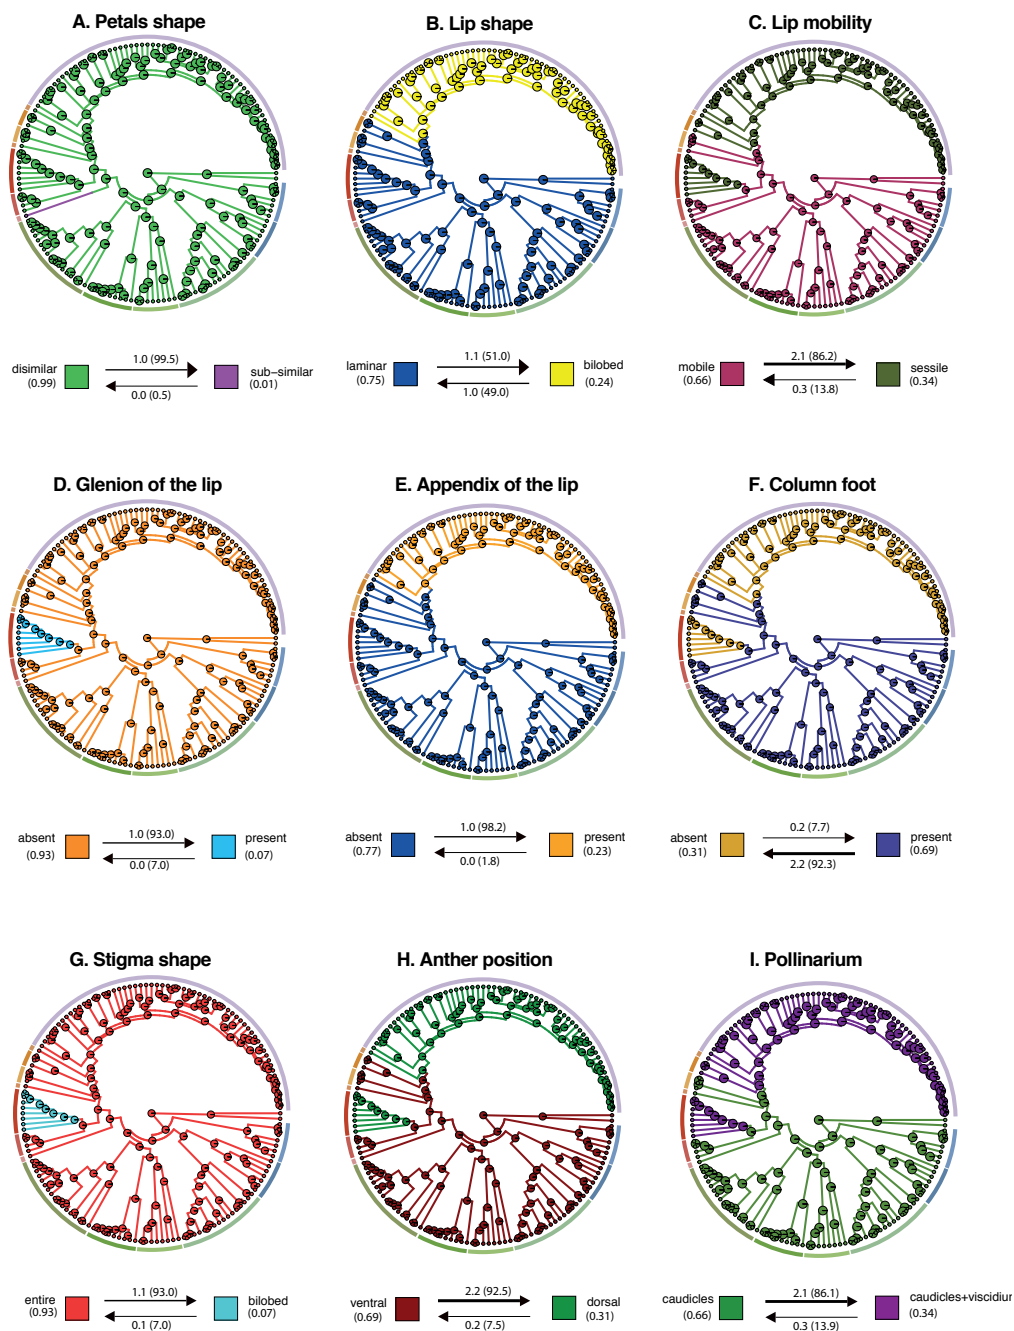 A. Petals shape
B. Lip shape
C. Lip mobility
disimilar
(0.99)
1.0 (99.5)
0.0 (0.5)
sub-similar
(0.01)
laminar
(0.75)
1.1 (51.0)
1.0 (49.0)
bilobed
(0.24)
mobile
(0.66)
2.1 (86.2)
0.3 (13.8)
sessile
(0.34)
D. Glenion of the lip
E. Appendix of the lip
F. Column foot
absent
(0.93)
1.0 (93.0)
0.0 (7.0)
present
(0.07)
absent
(0.77)
1.0 (98.2)
0.0 (1.8)
present
(0.23)
absent
(0.31)
0.2 (7.7)
2.2 (92.3)
present
(0.69)
G. Stigma shape
H. Anther position
I. Pollinarium
entire
(0.93)
1.1 (93.0)
0.1 (7.0)
bilobed
(0.07)
ventral
(0.69)
2.2 (92.5)
0.2 (7.5)
dorsal
(0.31)
caudicles
(0.66)
2.1 (86.1)
0.3 (13.9)
caudicles+viscidiur
(0.34)